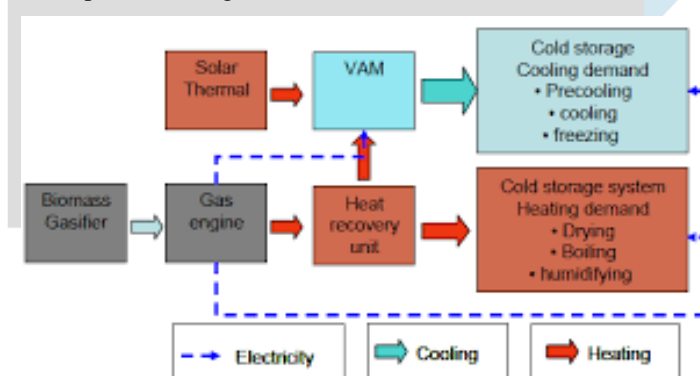 Solar
Thermal
VAM
Cold storage
Cooling demand
• Precooling
• cooling
• freezing
Biomass
Gasifier
Gas
engine
Heat
recovery
unit
Cold storage system
Heating demand
• Drying
• Boiling
• humidifying
Electricity
Cooling
Heating